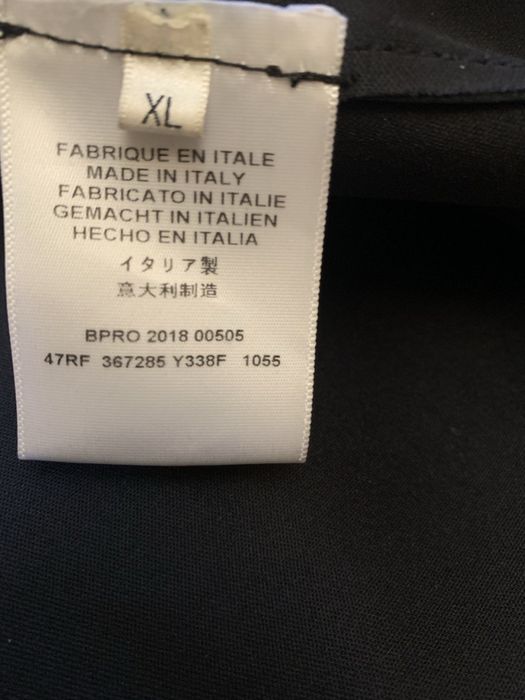 XL
FABRIQUE EN ITALE
MADE IN ITALY
FABRICATO IN ITALIE
GEMACHT IN ITALIEN
HECHO EN ITALIA
イタリア製
意大利制造
BPRO 2018 00505
47RF 367285 Y338F 1055